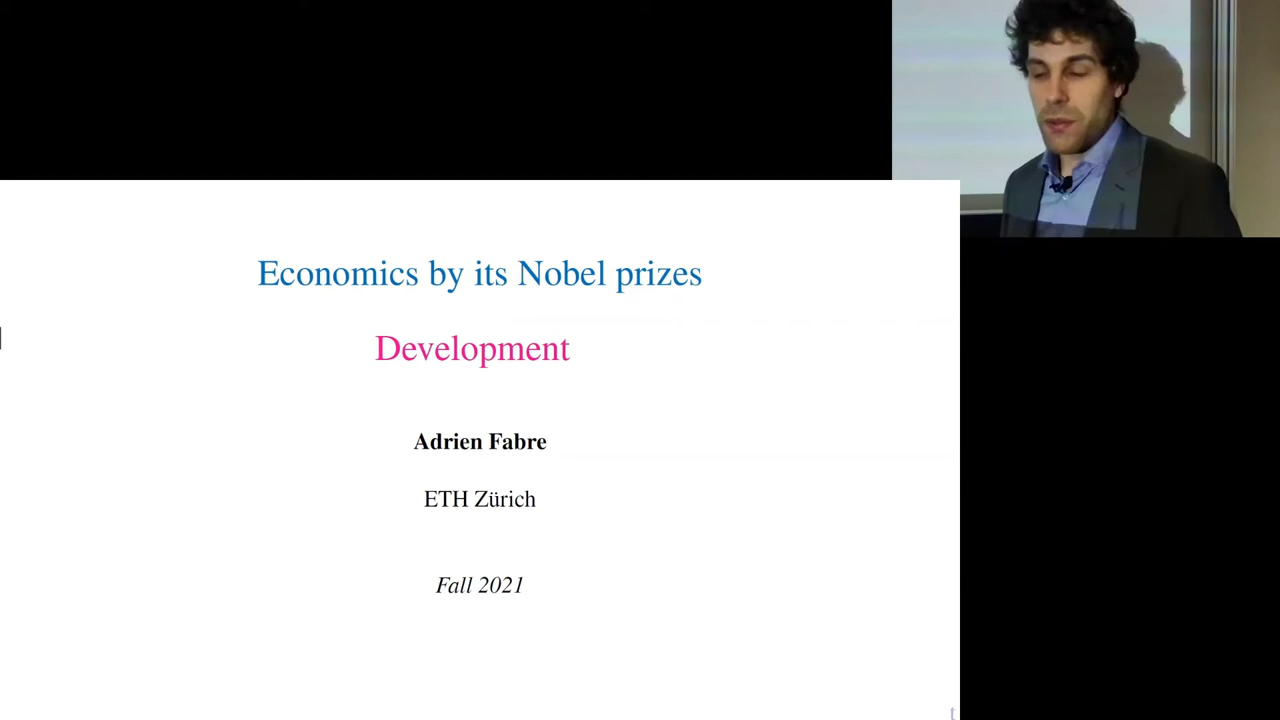 Economics by its Nobel prizes
Development
Adrien Fabre
ETH Zürich
Fall 2021
t